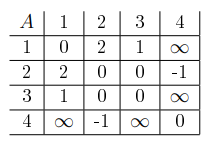 A 1 2 3 4
1 0 2 1 ∞
2 2 0 0 -1
3 1 0 0 ∞
4 ∞ -1 ∞ 0